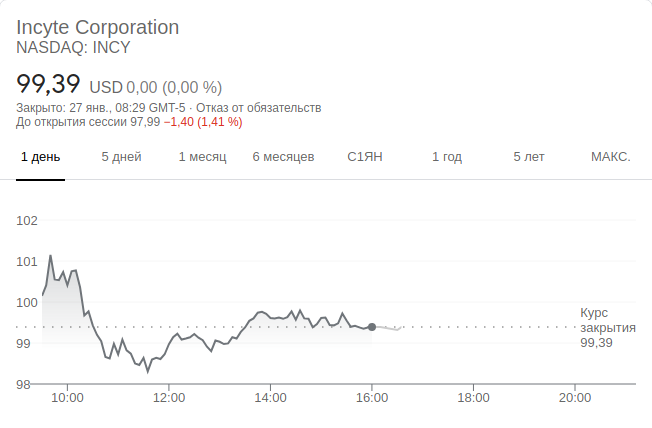 Incyte Corporation
NASDAQ: INCY
99,39 USD 0,00 (0,00 %)
Закрыто: 27 янв., 08:29 GMT-5 · Отказ от обязательств
До открытия сессии 97,99 −1,40 (1,41 %)
1 день 5 дней 1 месяц 6 месяцев С1ЯН 1 год 5 лет МАКС.
102
101
100
99
98
Курс
закрытия
99,39
10:00 12:00 14:00 16:00 18:00 20:00